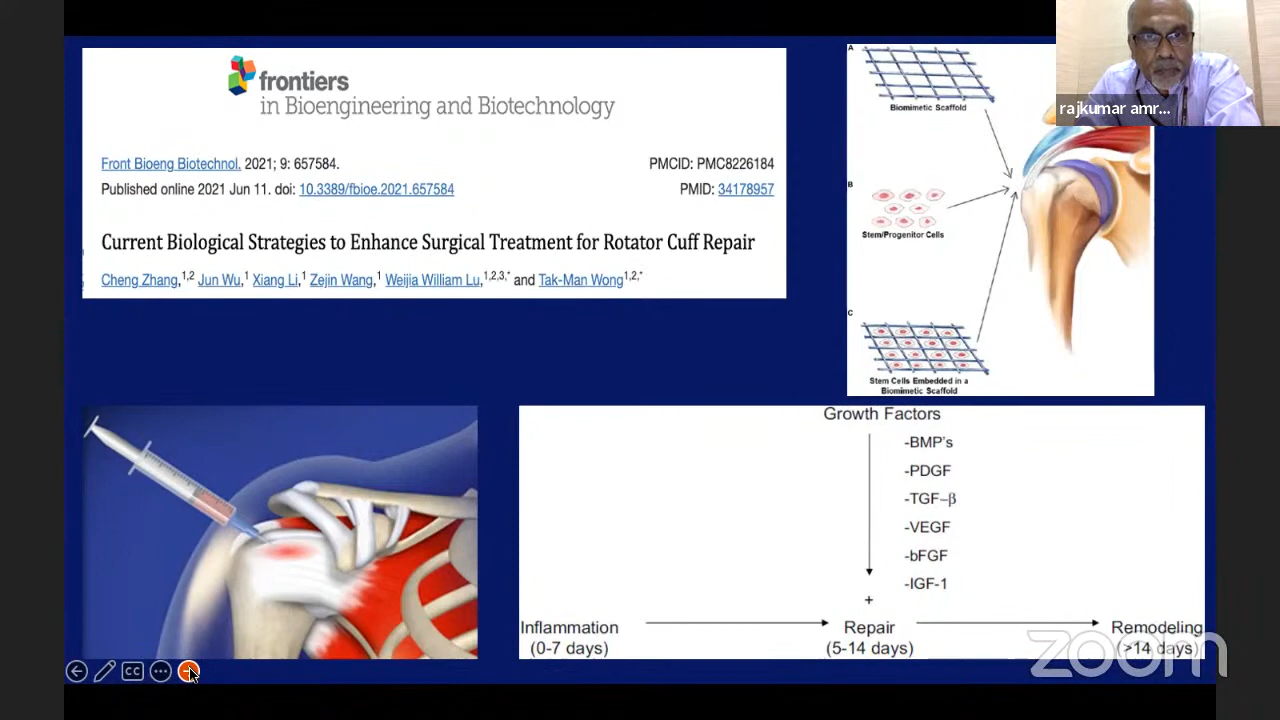 frontiers
in Bioengineering and Biotechnology
Front Bioeng Biotechnol. 2021; 9: 657584.
PMCID: PMC8226184
Published online 2021 Jun 11. doi: 10.3389/fbioe.2021.657584
PMID: 34178957
Current Biological Strategies to Enhance Surgical Treatment for Rotator Cuff Repair
Cheng Zhang,1,2 Jun Wu,1 Xiang Li,1 Zejin Wang,1 Weijia William Lu,1,2,3,* and Tak-Man Wong1,2,*
A
Biomimetic Scaffold
B
Stem/Progenitor Cells
C
Stem Cells Embedded in a
Biomimetic Scaffold
rajkumar amr...
Growth Factors
-BMP's
-PDGF
-TGF-β
-VEGF
-bFGF
-IGF-1
+
Inflammation
(0-7 days)
Repair
(5-14 days)
Remodeling
(>14 days)
CC
zoom